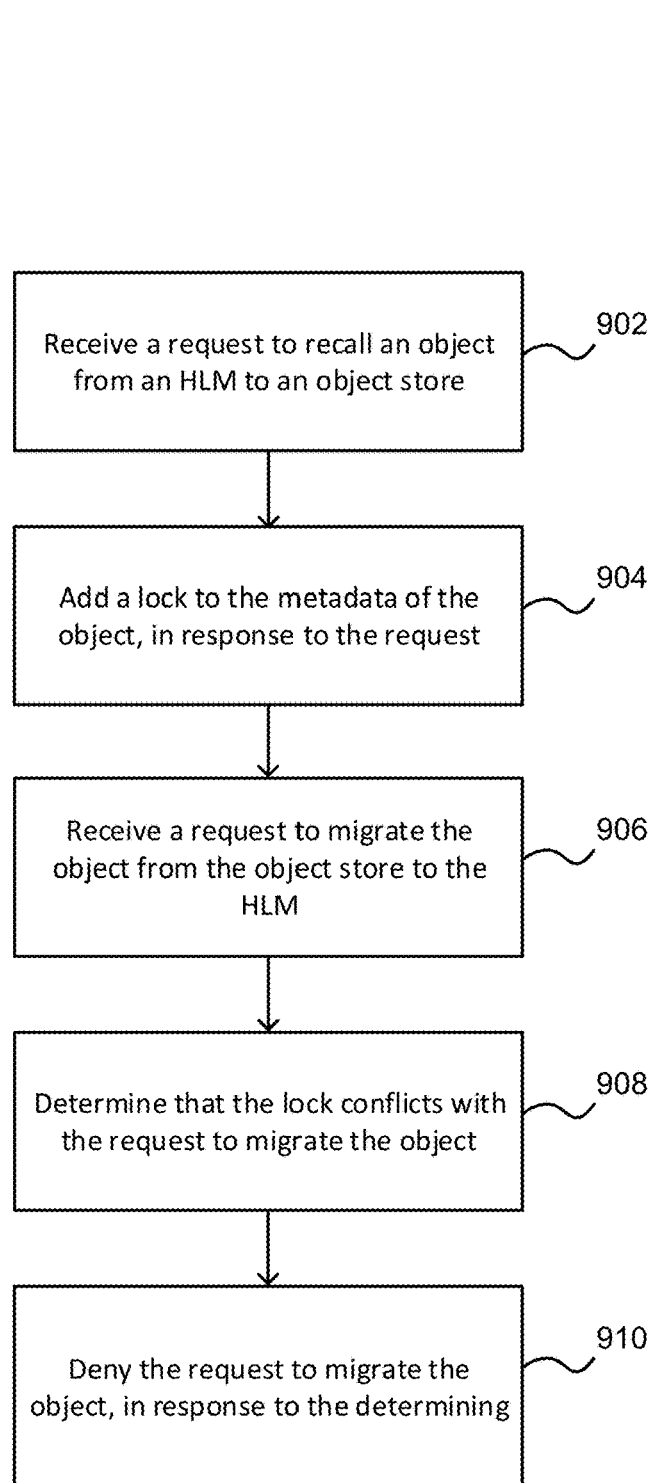 Receive a request to recall an object
from an HLM to an object store
902
Add a lock to the metadata of the
object, in response to the request
904
Receive a request to migrate the
object from the object store to the
HLM
906
Determine that the lock conflicts with
the request to migrate the object
908
Deny the request to migrate the
object, in response to the determining
910